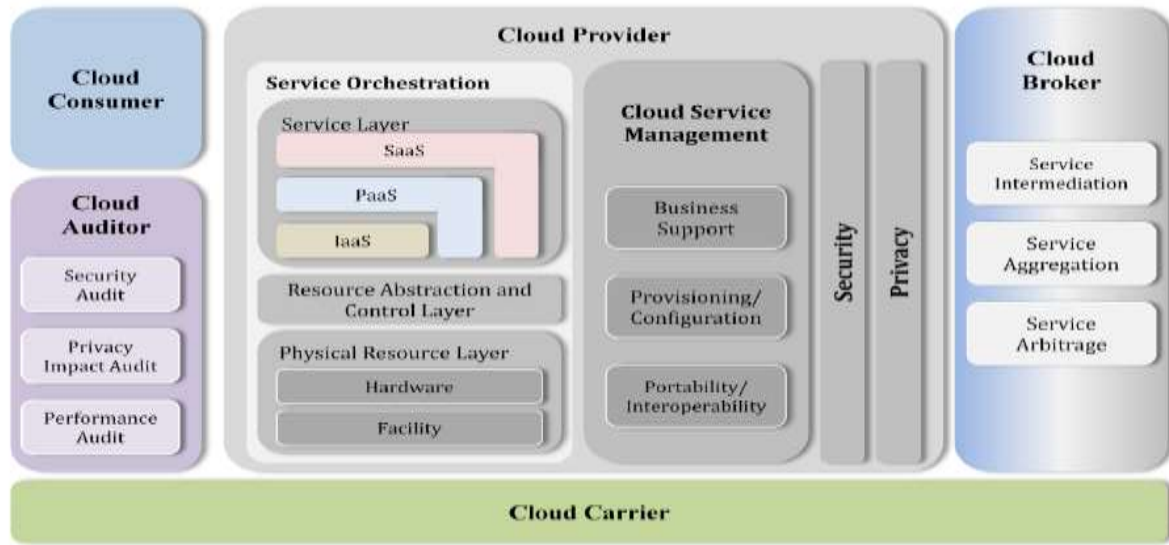 Cloud
Consumer
Cloud
Auditor
Security
Audit
Privacy
Impact Audit
Performance
Audit
Cloud Provider
Service Orchestration
Service Layer
SaaS
PaaS
IaaS
Resource Abstraction and
Control Layer
Physical Resource Layer
Hardware
Facility
Cloud Service
Management
Business
Support
Provisioning/
Configuration
Portability/
Interoperability
Security
Privacy
Cloud
Broker
Service
Intermediation
Service
Aggregation
Service
Arbitrage
Cloud Carrier